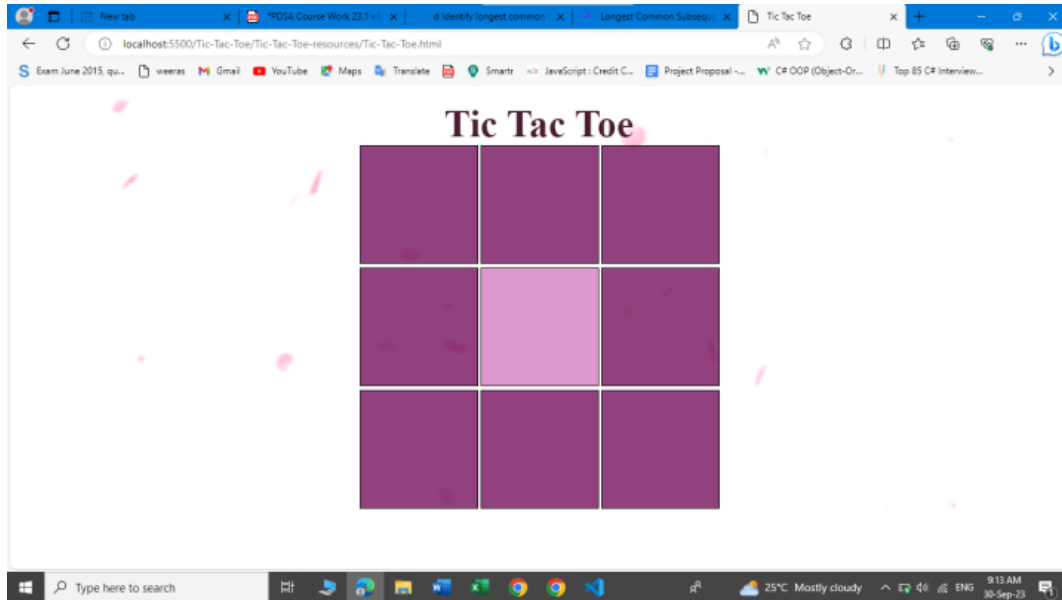 New tab
*PDSA Course Work 23.1 v1
d Identify longest common
Longest Common Subsequ
Tic Tac Toe
localhost:5500/Tic-Tac-Toe/Tic-Tac-Toe-resources/Tic-Tac-Toe.html
Exam June 2015, qu...
weeras
Gmail
YouTube
Maps
Translate
Smartr
JavaScript : Credit C...
Project Proposal -...
C# OOP (Object-Or...
Top 85 C# Interview...
Tic Tac Toe
Type here to search
25°C Mostly cloudy
ENG
9:13 AM
30-Sep-23